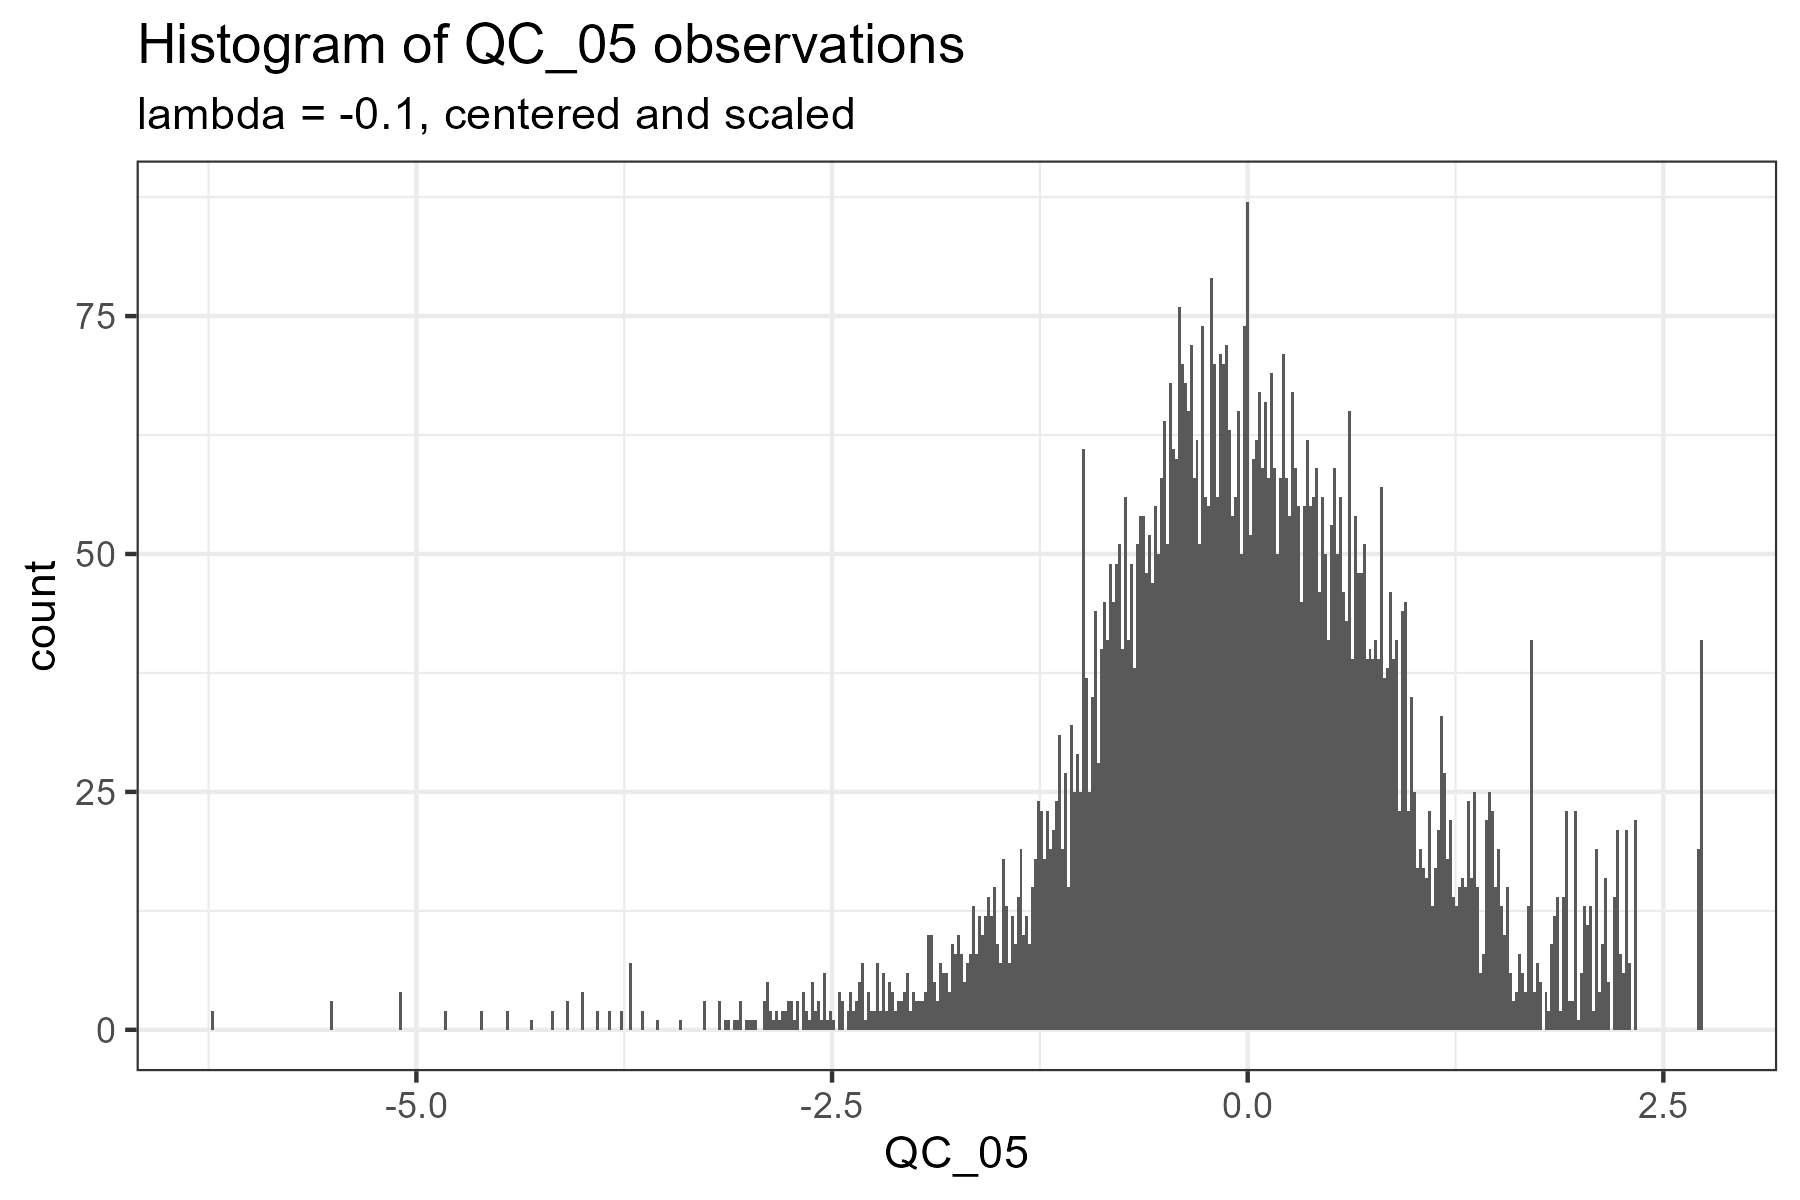 Histogram of QC_05 observations
lambda = -0.1, centered and scaled
75
50
25
0
count
-5.0 -2.5 0.0 2.5
QC_05